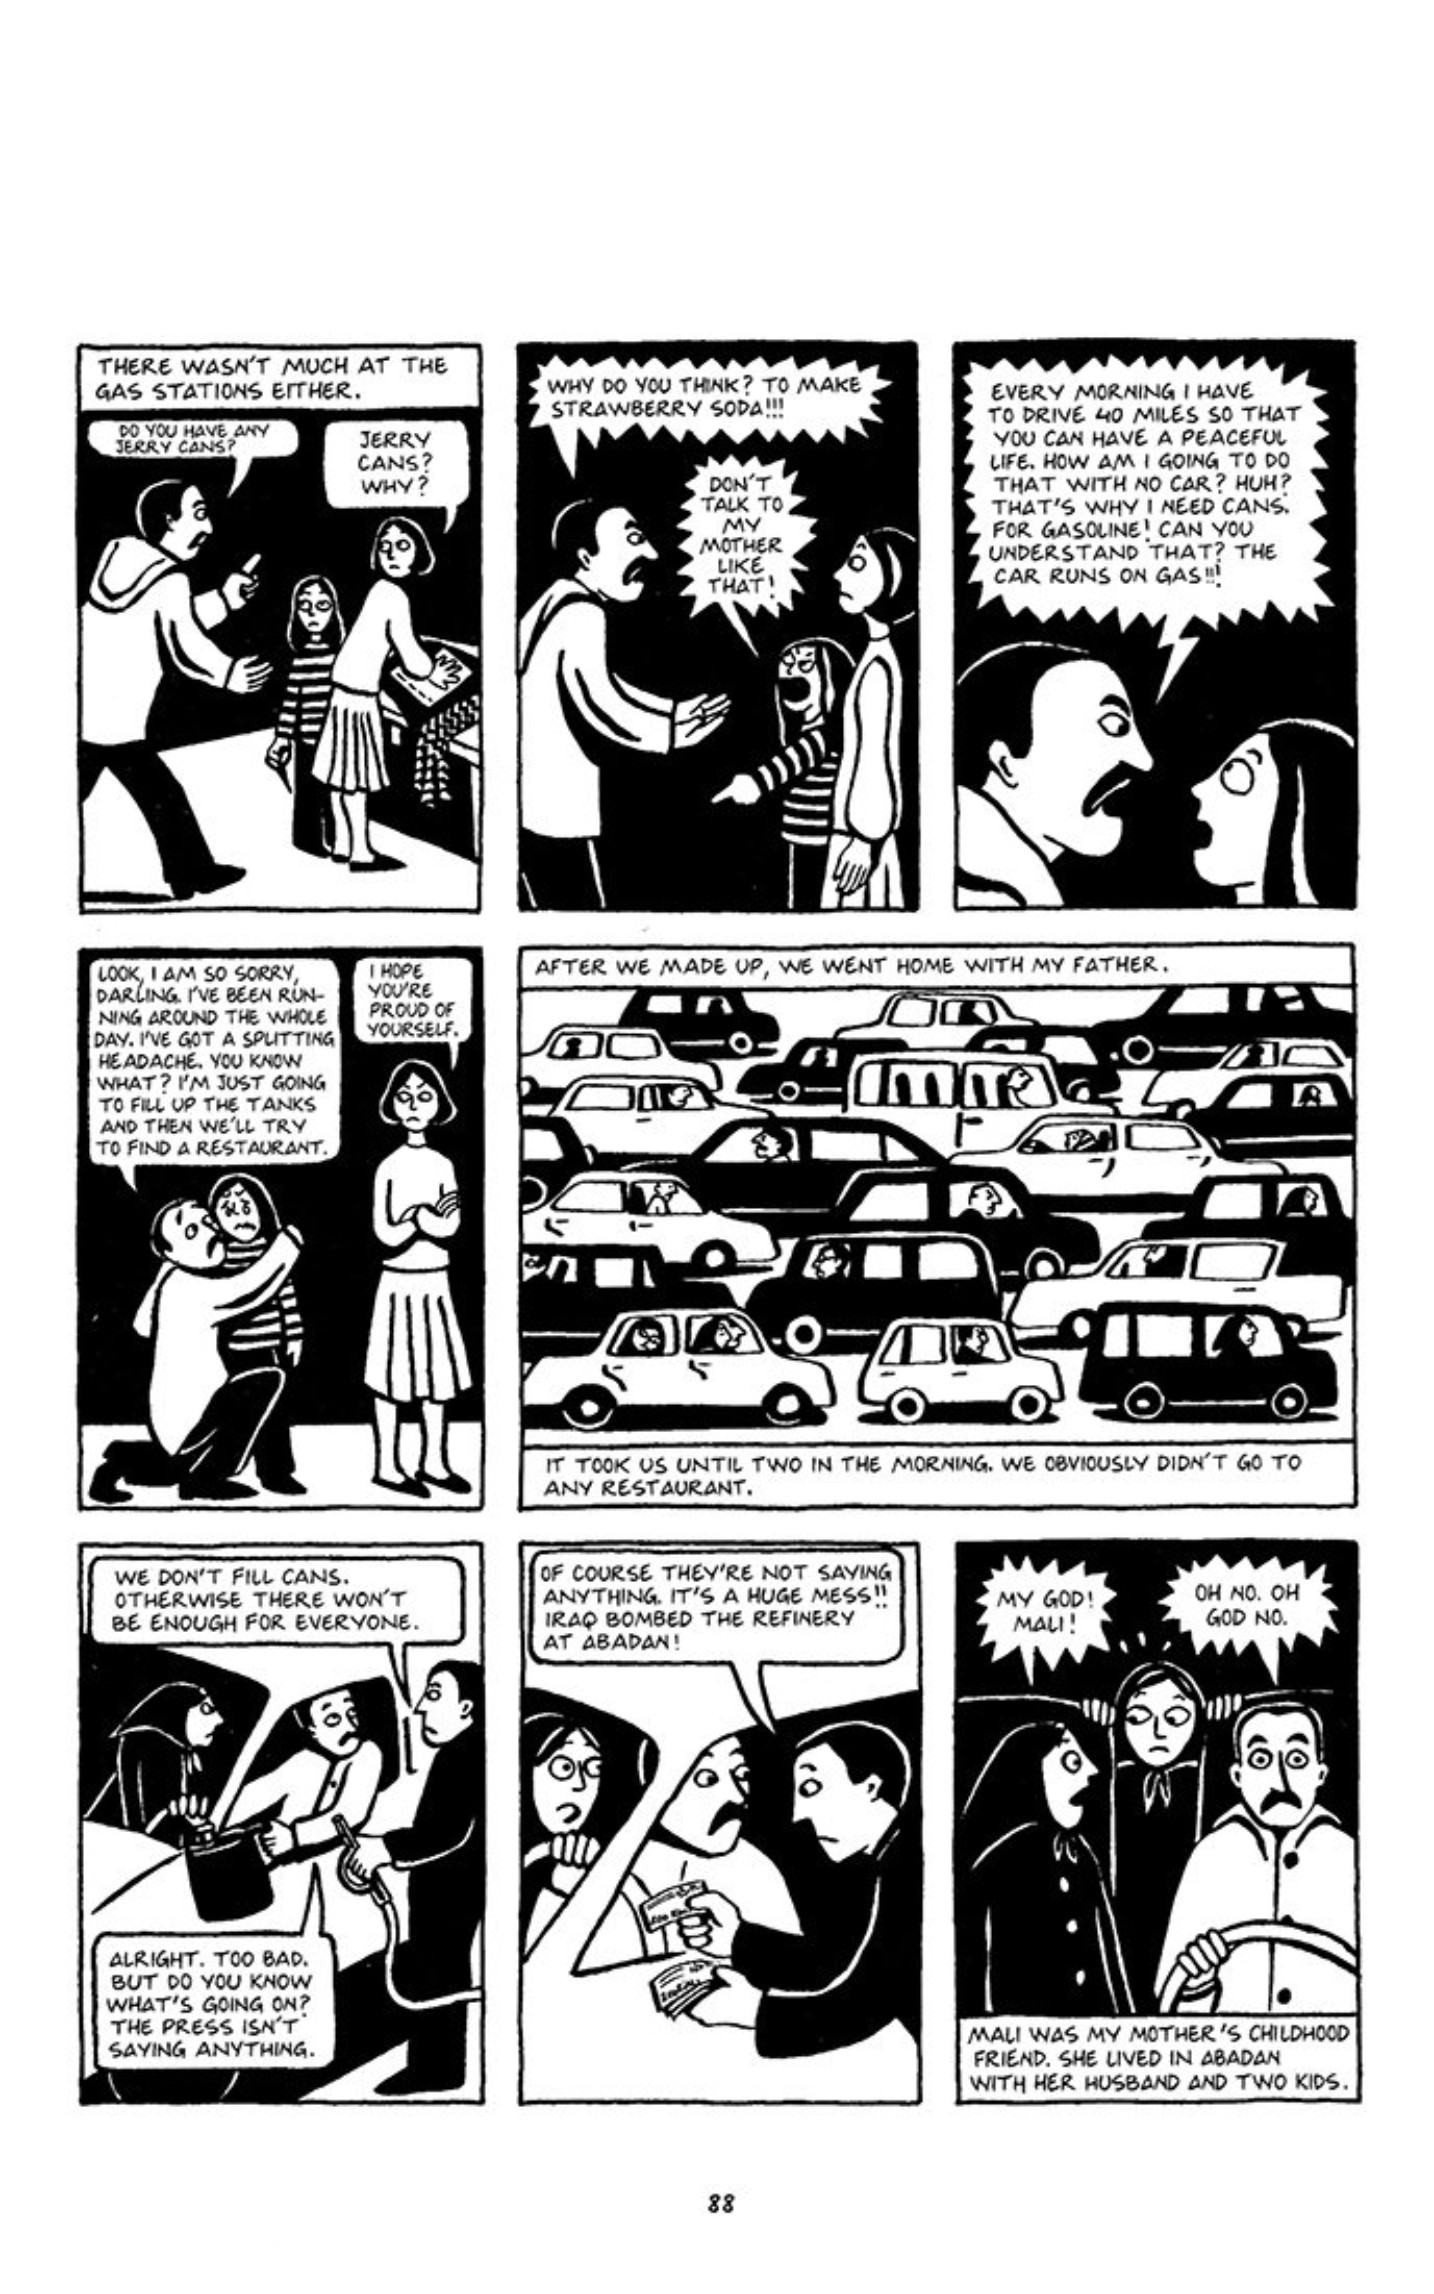 THERE WASN'T MUCH AT THE
GAS STATIONS EITHER.
DO YOU HAVE ANY
JERRY CANS?
JERRY
CANS?
WHY?
WHY DO YOU THINK? TO MAKE
STRAWBERRY SODA!!!
DON'T
TALK TO
MY
MOTHER
LIKE
THAT!
EVERY MORNING I HAVE
TO DRIVE 40 MILES SO THAT
YOU CAN HAVE A PEACEFUL
LIFE. HOW AM I GOING TO DO
THAT WITH NO CAR? HUH?
THAT'S WHY I NEED CANS.
FOR GASOLINE! CAN YOU
UNDERSTAND THAT? THE
CAR RUNS ON GAS!!!
LOOK, I AM SO SORRY,
DARLING. I'VE BEEN RUN-
NING AROUND THE WHOLE
DAY. I'VE GOT A SPLITTING
HEADACHE. YOU KNOW
WHAT? I'M JUST GOING
TO FILL UP THE TANKS
AND THEN WE'LL TRY
TO FIND A RESTAURANT.
I HOPE
YOU'RE
PROUD OF
YOURSELF.
AFTER WE MADE UP, WE WENT HOME WITH MY FATHER.
IT TOOK US UNTIL TWO IN THE MORNING. WE OBVIOUSLY DIDN'T GO TO
ANY RESTAURANT.
WE DON'T FILL CANS.
OTHERWISE THERE WON'T
BE ENOUGH FOR EVERYONE.
ALRIGHT. TOO BAD.
BUT DO YOU KNOW
WHAT'S GOING ON?
THE PRESS ISN'T
SAYING ANYTHING.
OF COURSE THEY'RE NOT SAYING
ANYTHING. IT'S A HUGE MESS!!
IRAQ BOMBED THE REFINERY
AT ABADAN!
MY GOD!
MALI!
OH NO. OH
GOD NO.
MALI WAS MY MOTHER'S CHILDHOOD
FRIEND. SHE LIVED IN ABADAN
WITH HER HUSBAND AND TWO KIDS.
88